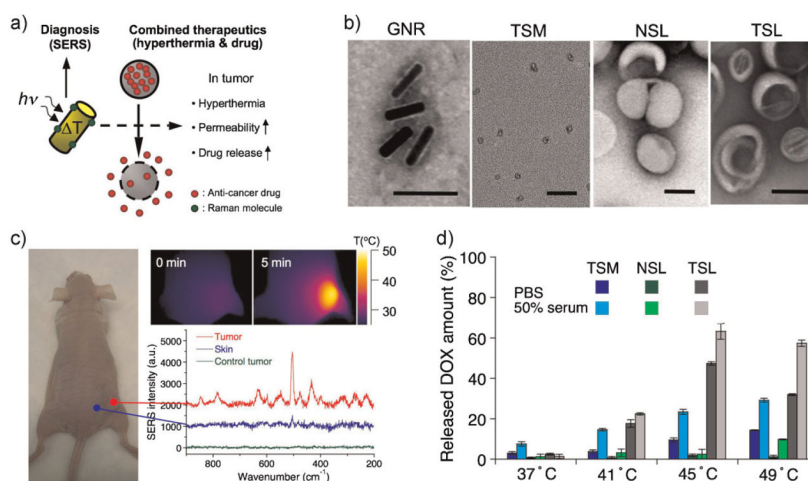 a)
Diagnosis
(SERS)
Combined therapeutics
(hyperthermia & drug)
hν
ΔT
In tumor
• Hyperthermia
• Permeability ↑
• Drug release ↑
: Anti-cancer drug
: Raman molecule
b)
GNR TSM NSL TSL
c)
0 min
5 min
T(ºC)
50
40
30
Tumor
Skin
Control tumor
SERS intensity (a.u.)
5000
4000
3000
2000
1000
0
800 600 400 200
Wavenumber (cm⁻¹)
d)
Released DOX amount (%)
100
80
60
40
20
0
TSM NSL TSL
PBS
50% serum
37˚C 41˚C 45˚C 49˚C